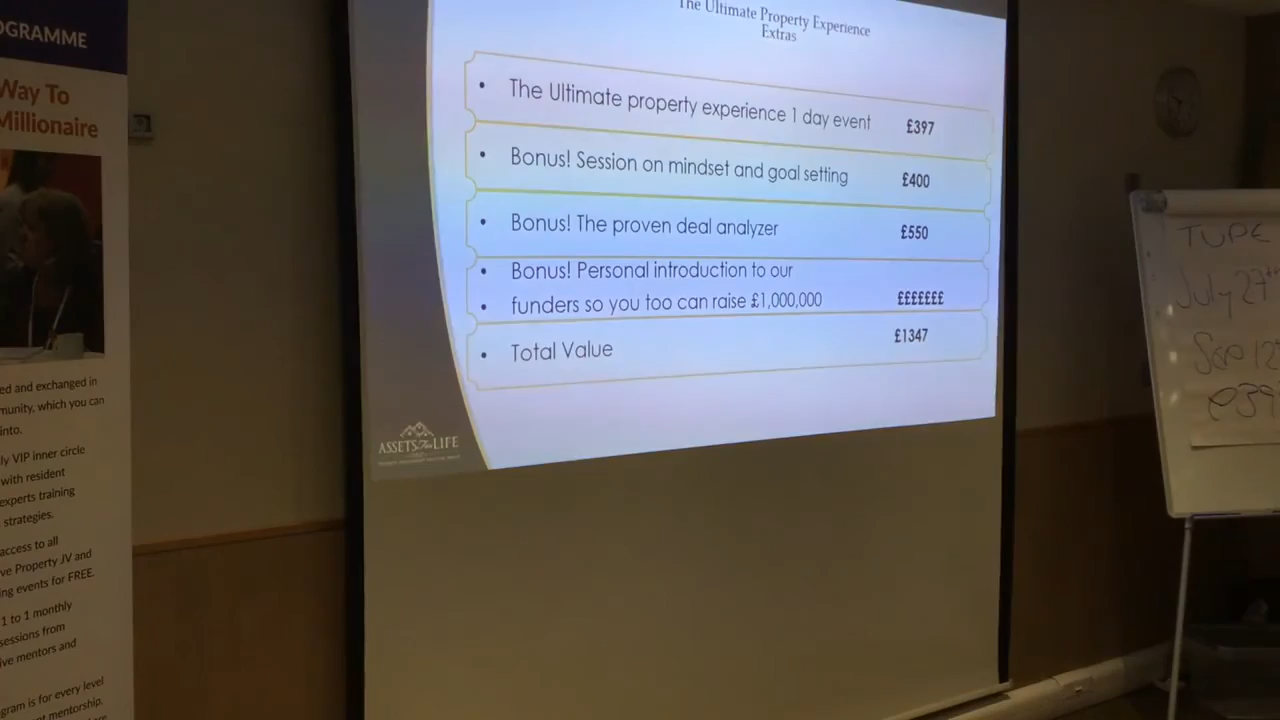 OGRAMME
Way To
Millionaire
ed and exchanged in
munity, which you can
into.
ly VIP inner circle
with resident
experts training
strategies.
access to all
ve Property JV and
ing events for FREE.
1 to 1 monthly
sessions from
ive mentors and
gram is for every level
t mentorship.
The Ultimate Property Experience
Extras
• The Ultimate property experience 1 day event £397
• Bonus! Session on mindset and goal setting £400
• Bonus! The proven deal analyzer £550
• Bonus! Personal introduction to our
• funders so you too can raise £1,000,000 £££££££
• Total Value £1347
ASSETS For LIFE
TUPE
July 27th
Sep 12
£39